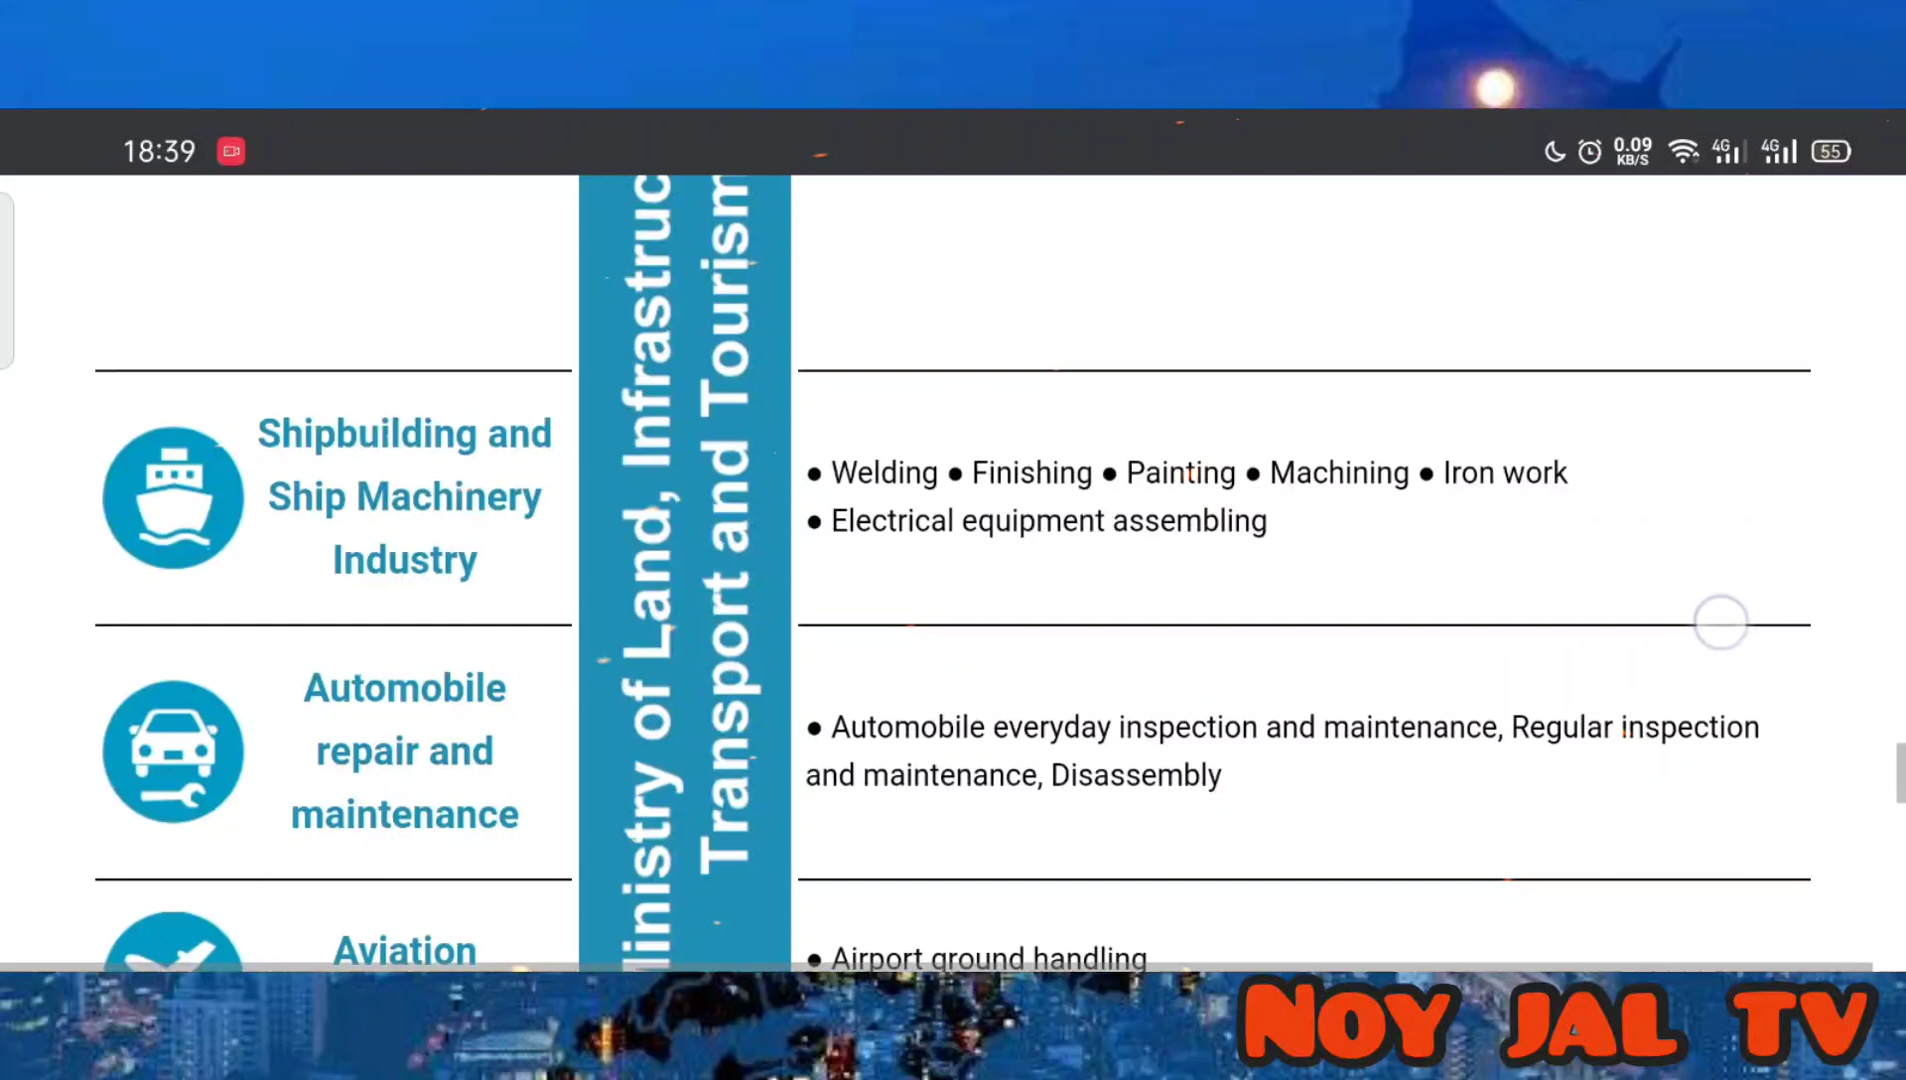 18:39
0.09
KB/S
4G
4G
55
Ministry of Land, Infrastruc
Transport and Tourism
Shipbuilding and
Ship Machinery
Industry
● Welding ● Finishing ● Painting ● Machining ● Iron work
● Electrical equipment assembling
Automobile
repair and
maintenance
● Automobile everyday inspection and maintenance, Regular inspection
and maintenance, Disassembly
Aviation
● Airport ground handling
NOY JAL TV